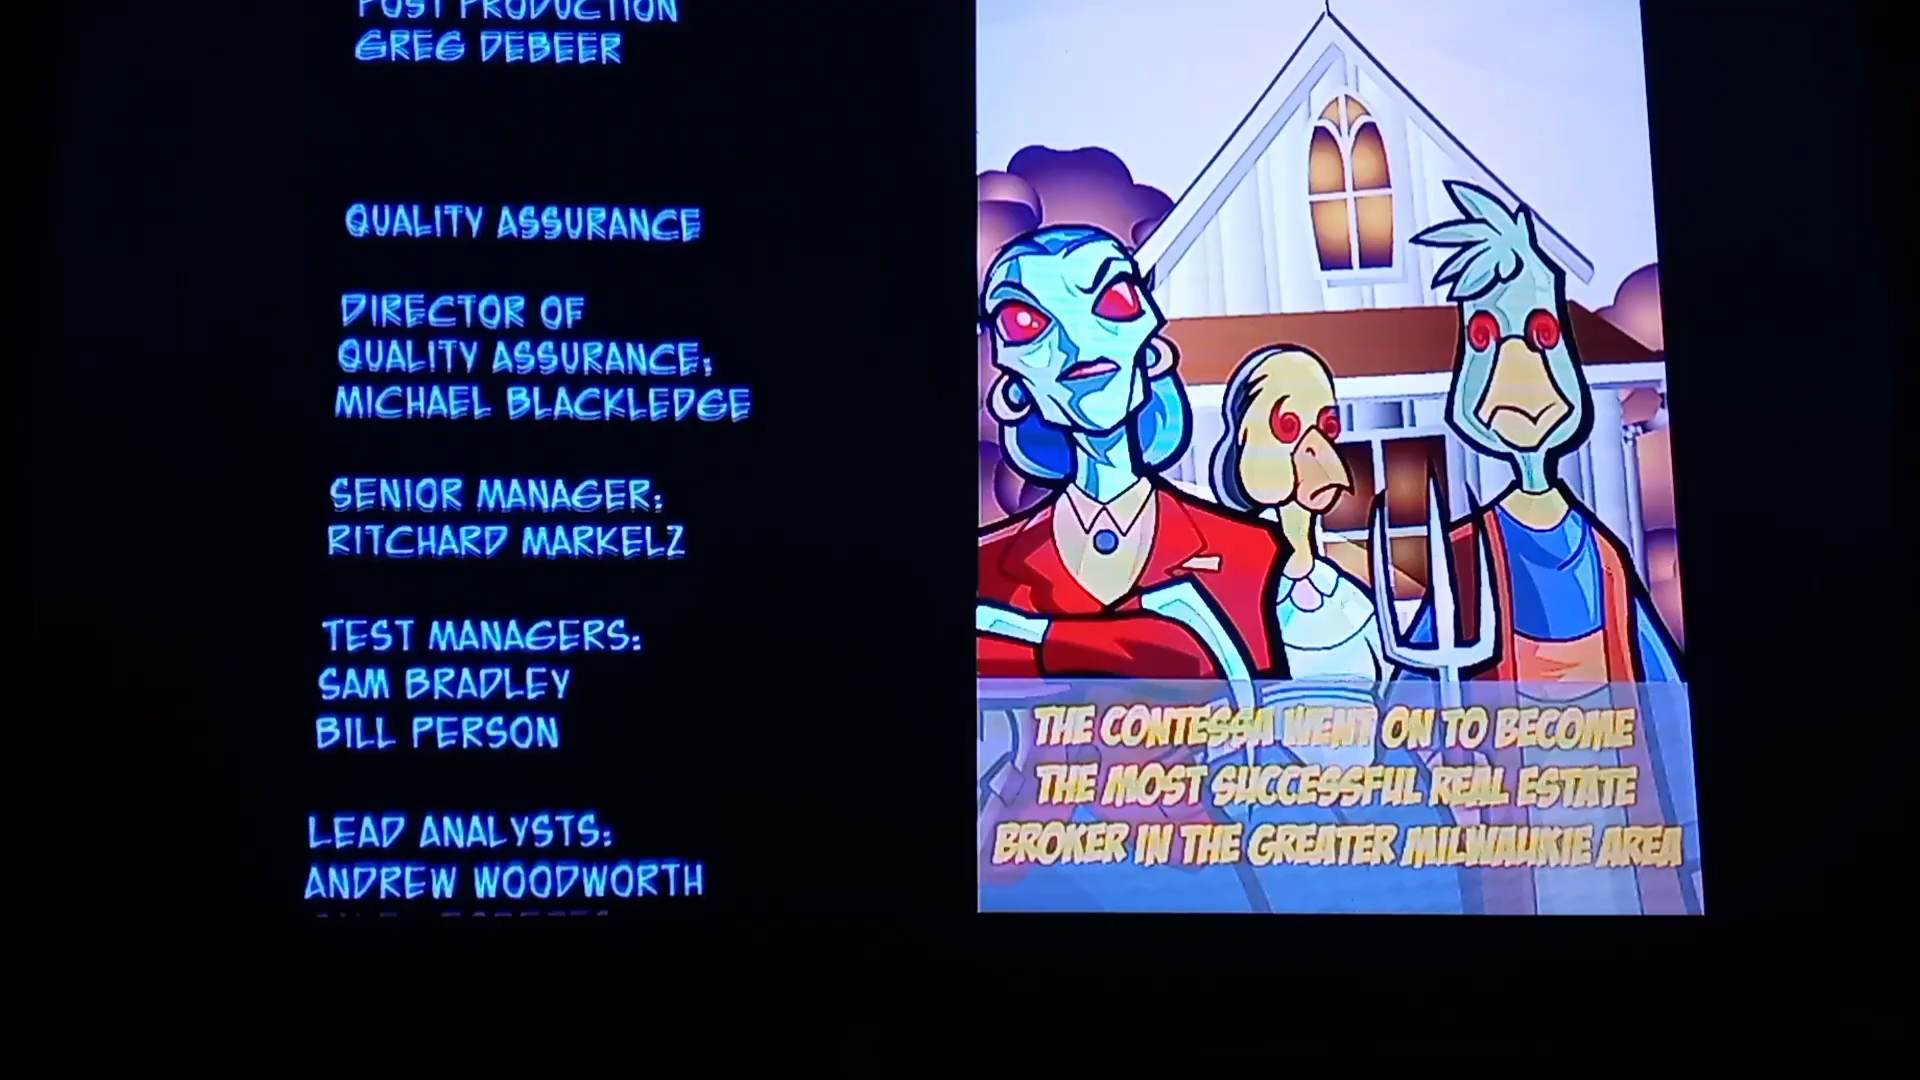 POST PRODUCTION
GREG DEBEER
QUALITY ASSURANCE
DIRECTOR OF
QUALITY ASSURANCE:
MICHAEL BLACKLEDGE
SENIOR MANAGER:
RITCHARD MARKELZ
TEST MANAGERS:
SAM BRADLEY
BILL PERSON
LEAD ANALYSTS:
ANDREW WOODWORTH
THE CONTESSA WENT ON TO BECOME
THE MOST SUCCESSFUL REAL ESTATE
BROKER IN THE GREATER MILWAUKIE AREA